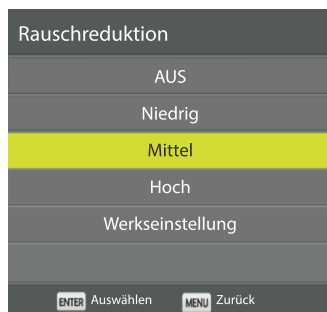 Rauschreduktion
AUS
Niedrig
Mittel
Hoch
Werkseinstellung
ENTER Auswählen MENU Zurück